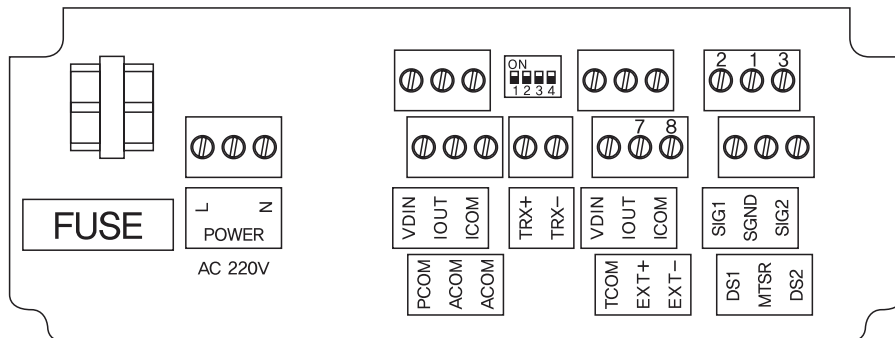 2 1 3
ON
1 2 3 4
7 8
L N
POWER
FUSE
AC 220V
VDIN IOUT ICOM
TRX+ TRX−
VDIN IOUT ICOM
SIG1 SGND SIG2
PCOM ACOM ACOM
TCOM EXT+ EXT−
DS1 MTSR DS2